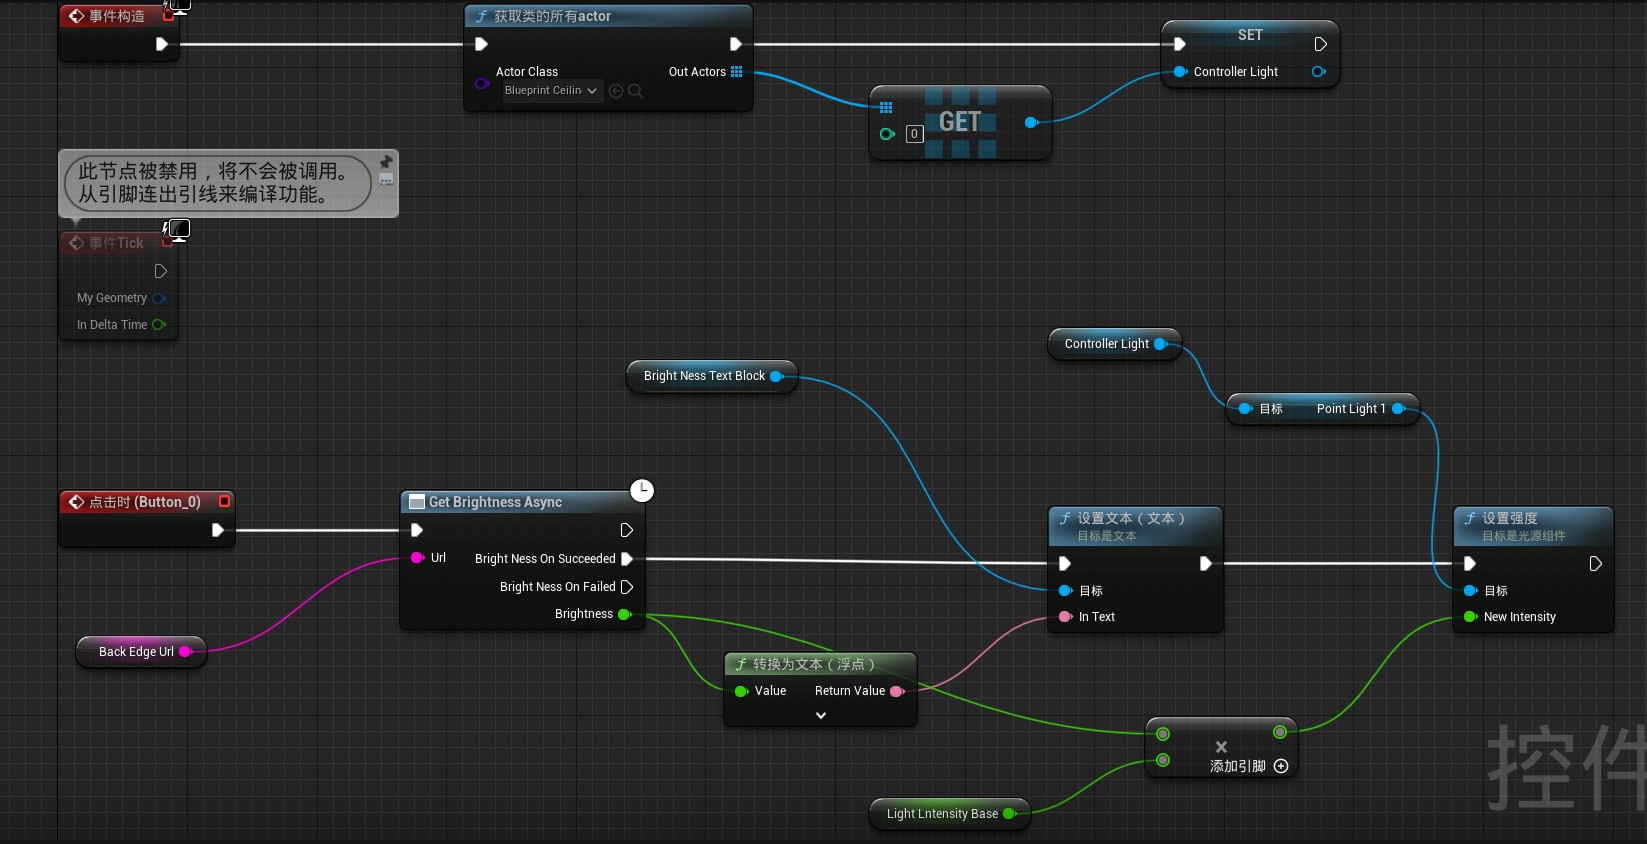 事件构造
获取类的所有actor
Actor Class
Blueprint Ceilin
Out Actors
0
GET
SET
Controller Light
此节点被禁用，将不会被调用。
从引脚连出引线来编译功能。
事件Tick
My Geometry
In Delta Time
Controller Light
Bright Ness Text Block
目标 Point Light 1
点击时 (Button_0)
Get Brightness Async
Url
Bright Ness On Succeeded
Bright Ness On Failed
Brightness
Back Edge Url
设置文本（文本）
目标是文本
目标
In Text
设置强度
目标是光源组件
目标
New Intensity
转换为文本（浮点）
Value Return Value
×
添加引脚
Light Lntensity Base
控件